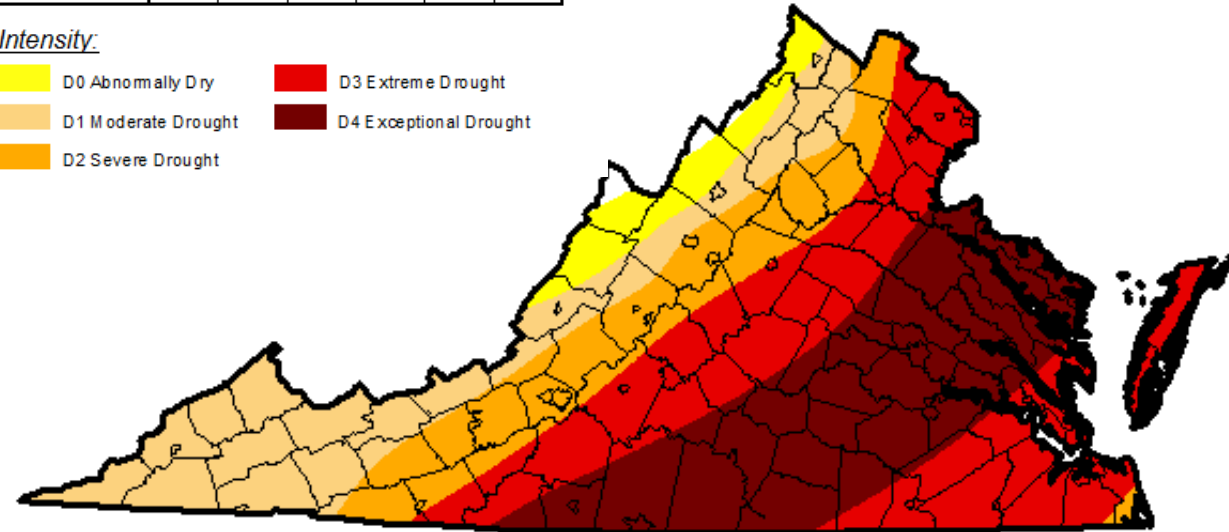 Intensity:
D0 Abnormally Dry
D3 Extreme Drought
D1 Moderate Drought
D4 Exceptional Drought
D2 Severe Drought